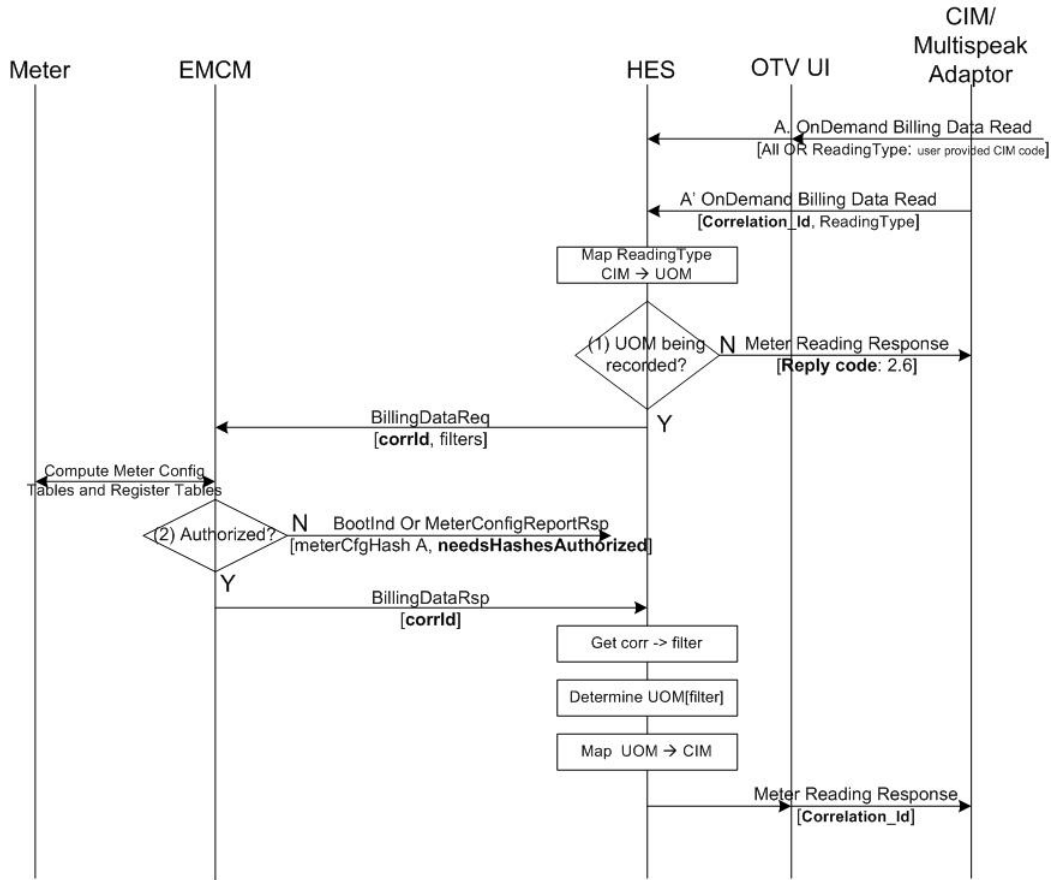 CIM/
Multispeak
Adaptor
Meter
EMCM
HES
OTV UI
A. OnDemand Billing Data Read
[All OR ReadingType: user provided CIM code]
A' OnDemand Billing Data Read
[Correlation_Id, ReadingType]
Map ReadingType
CIM → UOM
(1) UOM being
recorded?
N
Meter Reading Response
[Reply code: 2.6]
Y
BillingDataReq
[corrId, filters]
Compute Meter Config
Tables and Register Tables
(2) Authorized?
N
BootInd Or MeterConfigReportRsp
[meterCfgHash A, needsHashesAuthorized]
Y
BillingDataRsp
[corrId]
Get corr -> filter
Determine UOM[filter]
Map UOM → CIM
Meter Reading Response
[Correlation_Id]